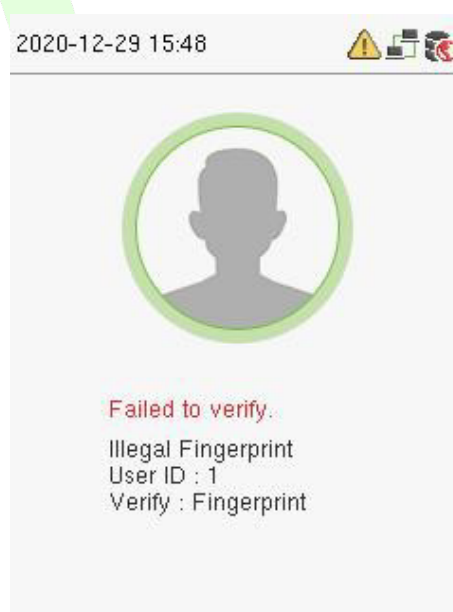 2020-12-29 15:48
Failed to verify.
Illegal Fingerprint
User ID : 1
Verify : Fingerprint